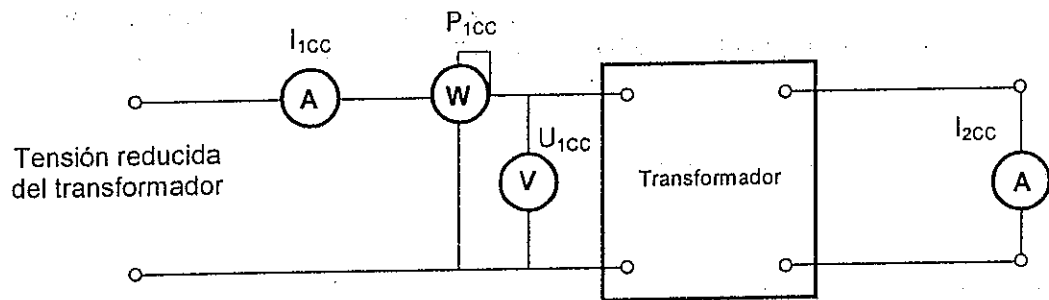 P1CC
I1CC
A
W
U1CC
I2CC
Tensión reducida
del transformador
V
Transformador
A